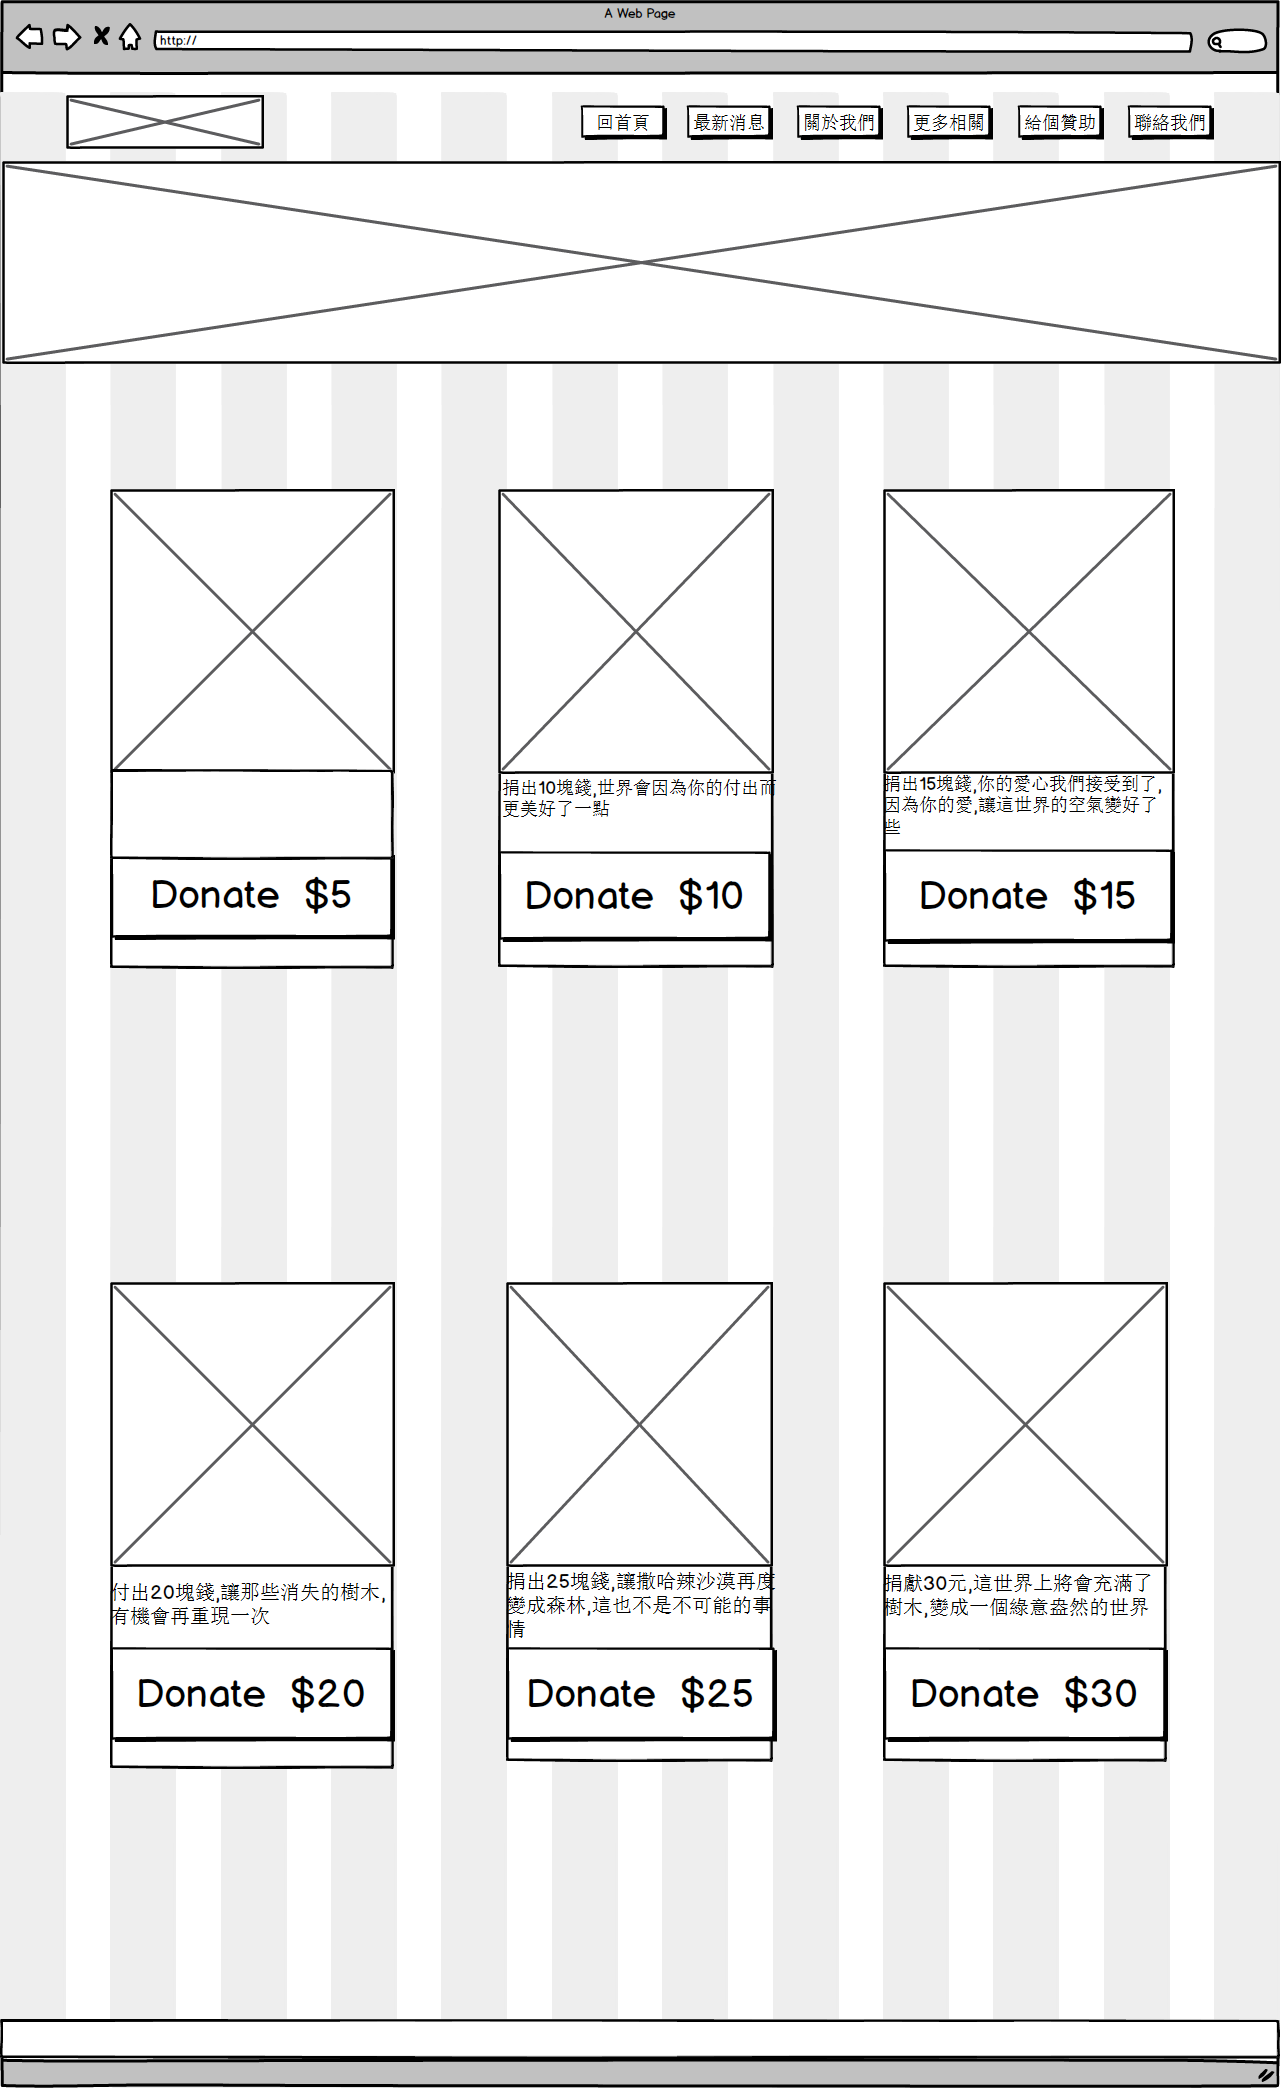 A Web Page
http://
回首頁 最新消息 關於我們 更多相關 給個贊助 聯絡我們
捐出10塊錢,世界會因為你的付出而
更美好了一點
捐出15塊錢,你的愛心我們接受到了,
因為你的愛,讓這世界的空氣變好了
些
Donate $5
Donate $10
Donate $15
付出20塊錢,讓那些消失的樹木,
有機會再重現一次
捐出25塊錢,讓撒哈辣沙漠再度
變成森林,這也不是不可能的事
情
捐獻30元,這世界上將會充滿了
樹木,變成一個綠意盎然的世界
Donate $20
Donate $25
Donate $30